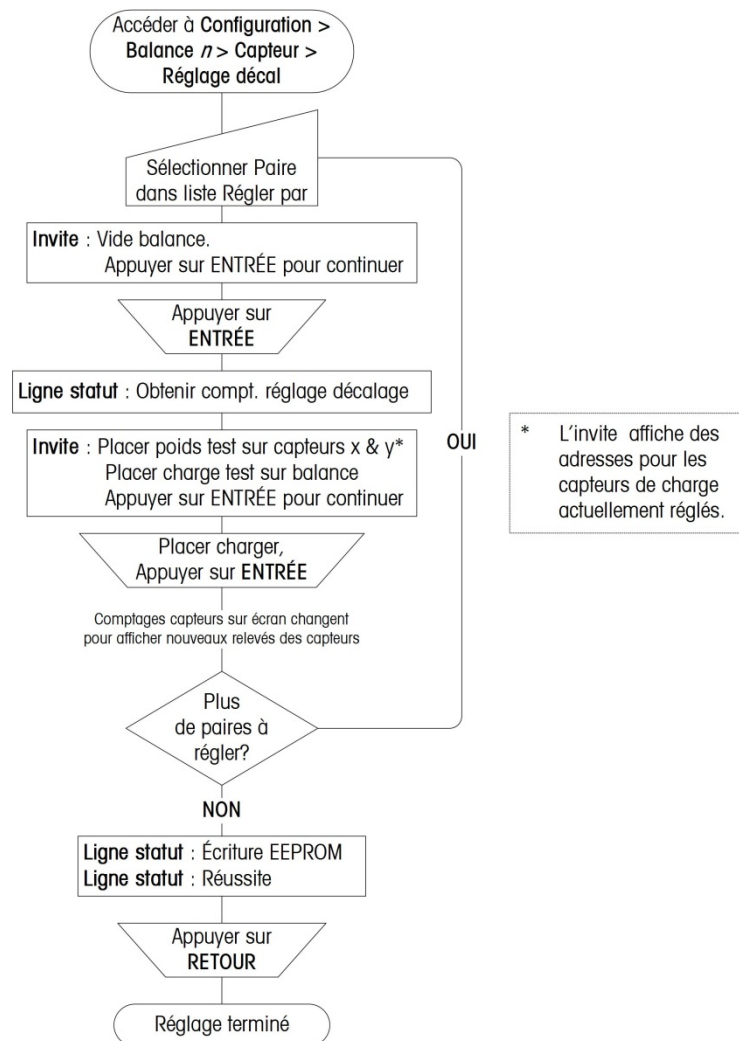 Accéder à Configuration >
Balance n > Capteur >
Réglage décal
Sélectionner Paire
dans liste Régler par
Invite : Vide balance.
Appuyer sur ENTRÉE pour continuer
Appuyer sur
ENTRÉE
Ligne statut : Obtenir compt. réglage décalage
Invite : Placer poids test sur capteurs x & y*
Placer charge test sur balance
Appuyer sur ENTRÉE pour continuer
OUI
* L'invite affiche des
adresses pour les
capteurs de charge
actuellement réglés.
Placer charger,
Appuyer sur ENTRÉE
Comptages capteurs sur écran changent
pour afficher nouveaux relevés des capteurs
Plus
de paires à
régler?
NON
Ligne statut : Écriture EEPROM
Ligne statut : Réussite
Appuyer sur
RETOUR
Réglage terminé